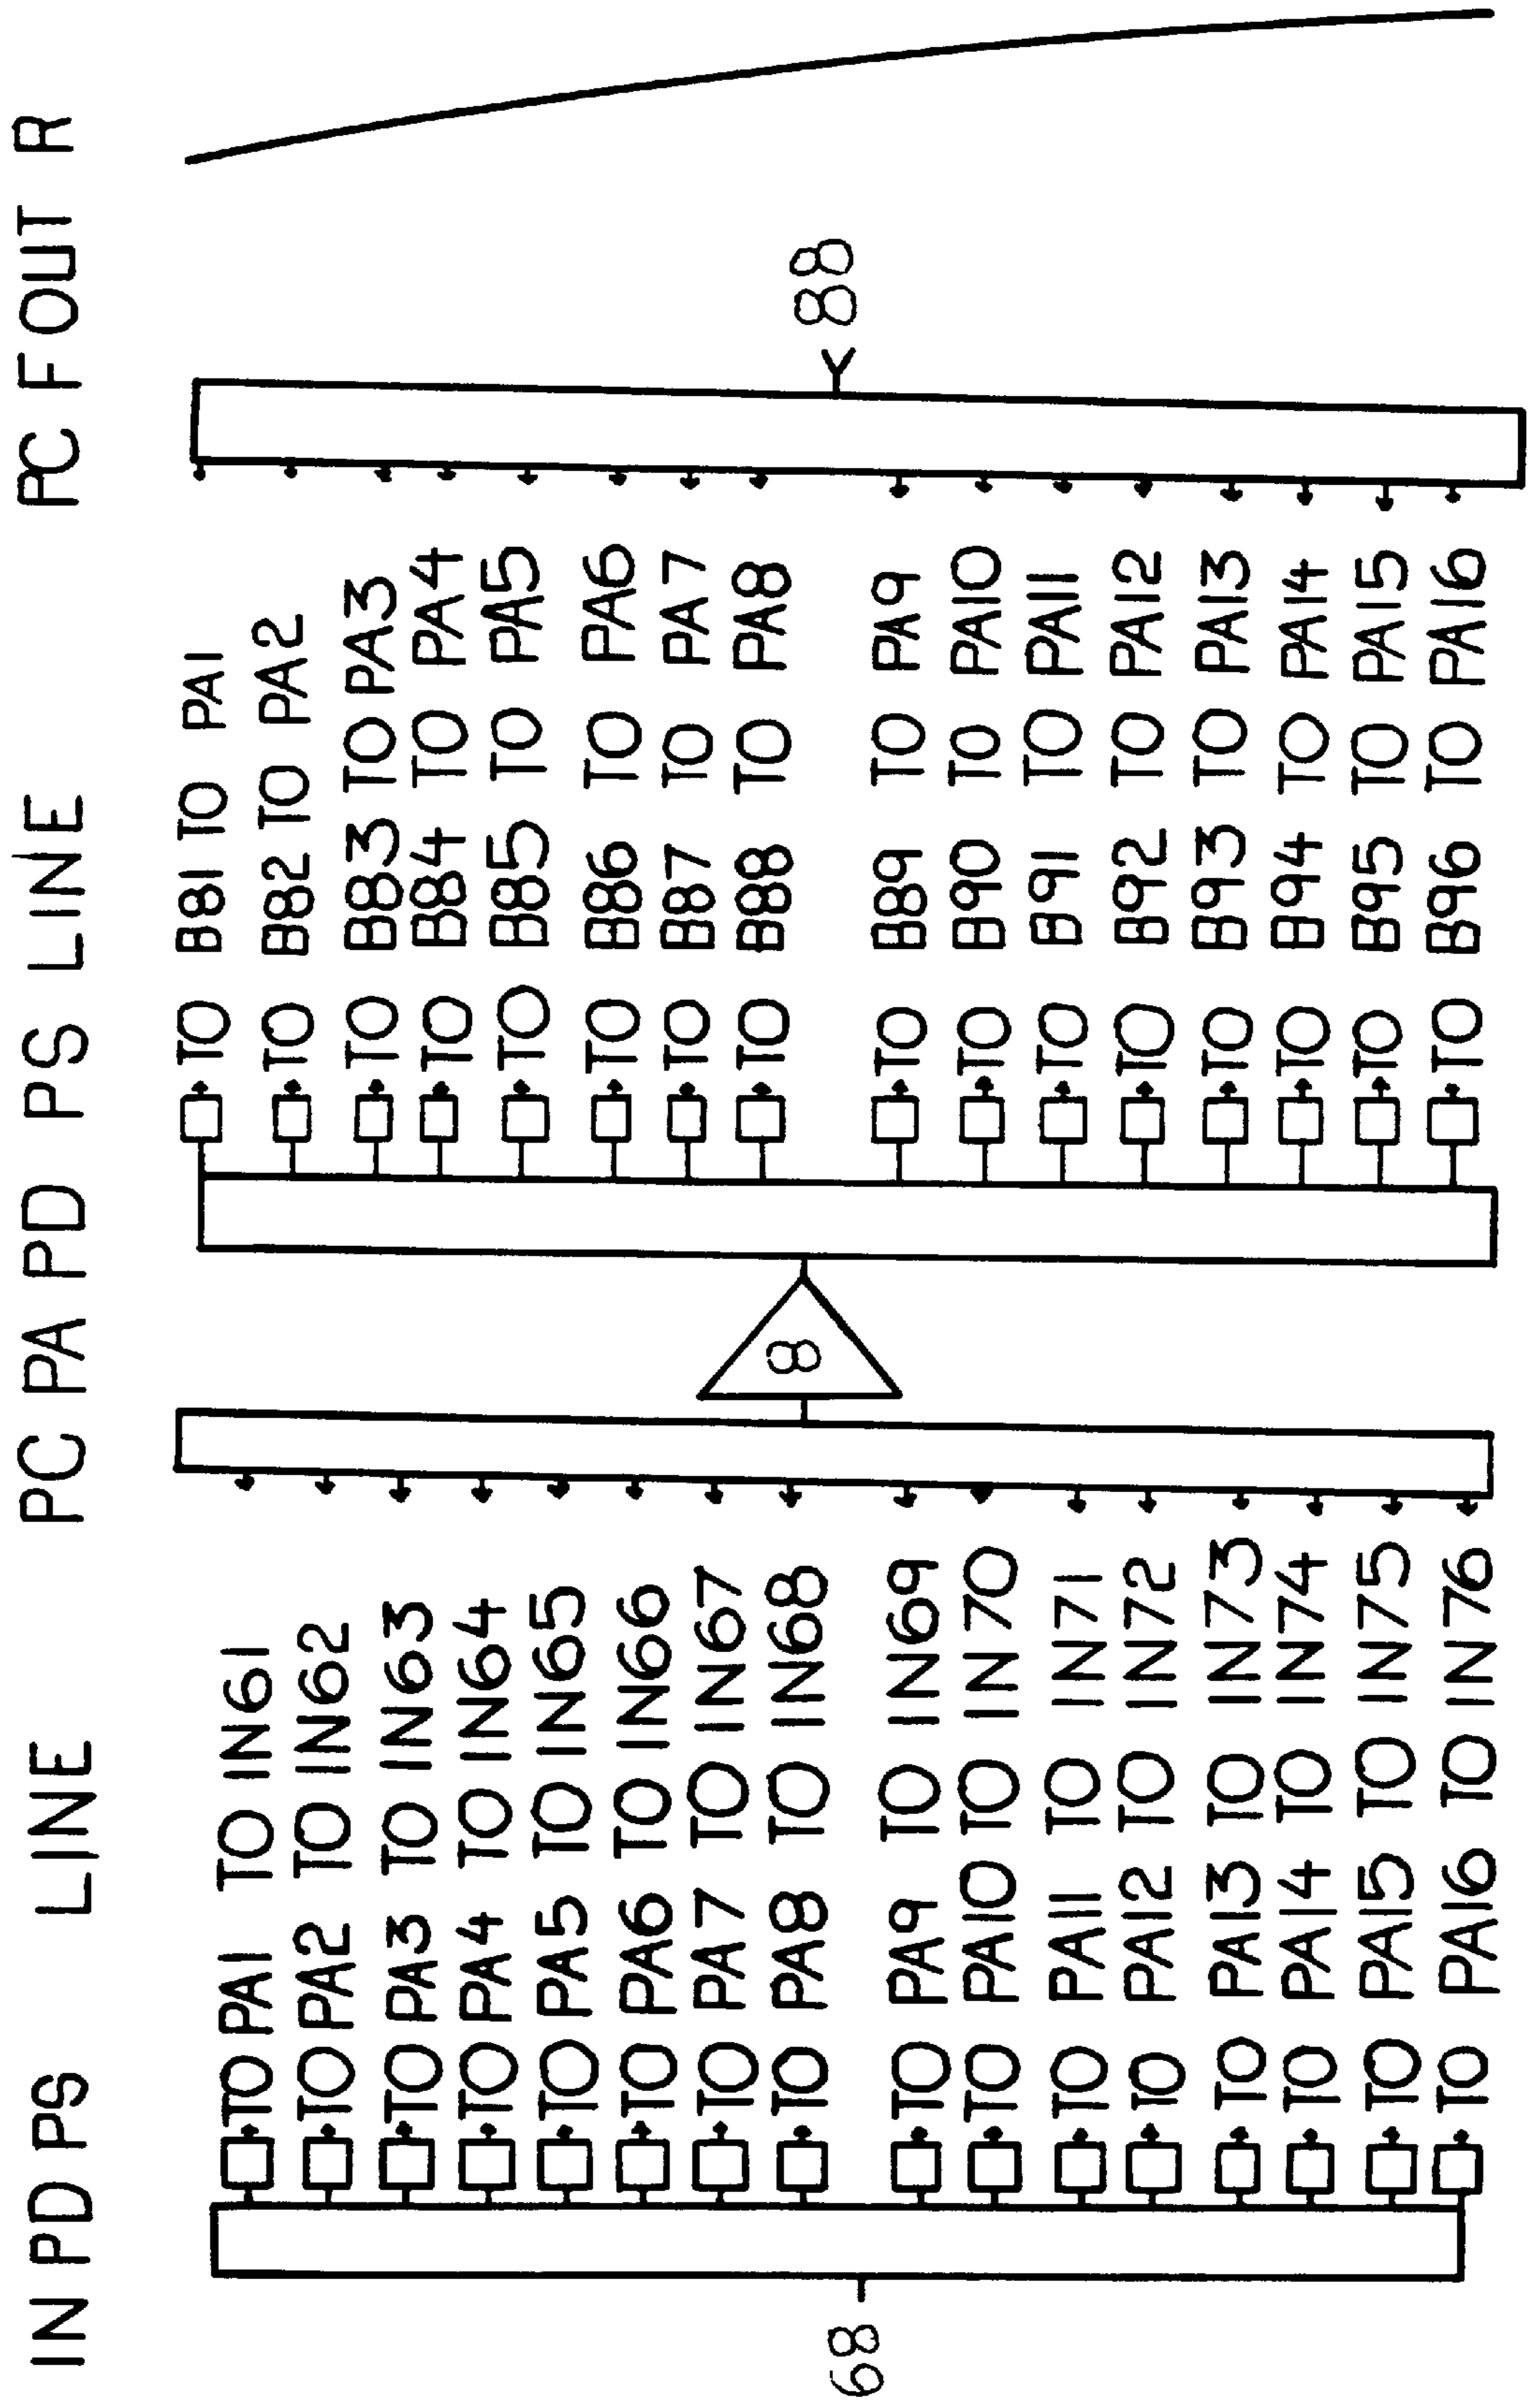 IN PD PS LINE PC PA PD PS LINE PC F OUT R
TO PA1 TO IN61 TO B81 TO PA1
TO PA2 TO IN62 TO B82 TO PA2
TO PA3 TO IN63 TO B83 TO PA3
TO PA4 TO IN64 TO B84 TO PA4
TO PA5 TO IN65 TO B85 TO PA5
TO PA6 TO IN66 TO B86 TO PA6
TO PA7 TO IN67 TO B87 TO PA7
TO PA8 TO IN68 TO B88 TO PA8
68 8 88
TO PA9 TO IN69 TO B89 TO PA9
TO PA10 TO IN70 TO B90 TO PA10
TO PA11 TO IN71 TO B91 TO PA11
TO PA12 TO IN72 TO B92 TO PA12
TO PA13 TO IN73 TO B93 TO PA13
TO PA14 TO IN74 TO B94 TO PA14
TO PA15 TO IN75 TO B95 TO PA15
TO PA16 TO IN76 TO B96 TO PA16